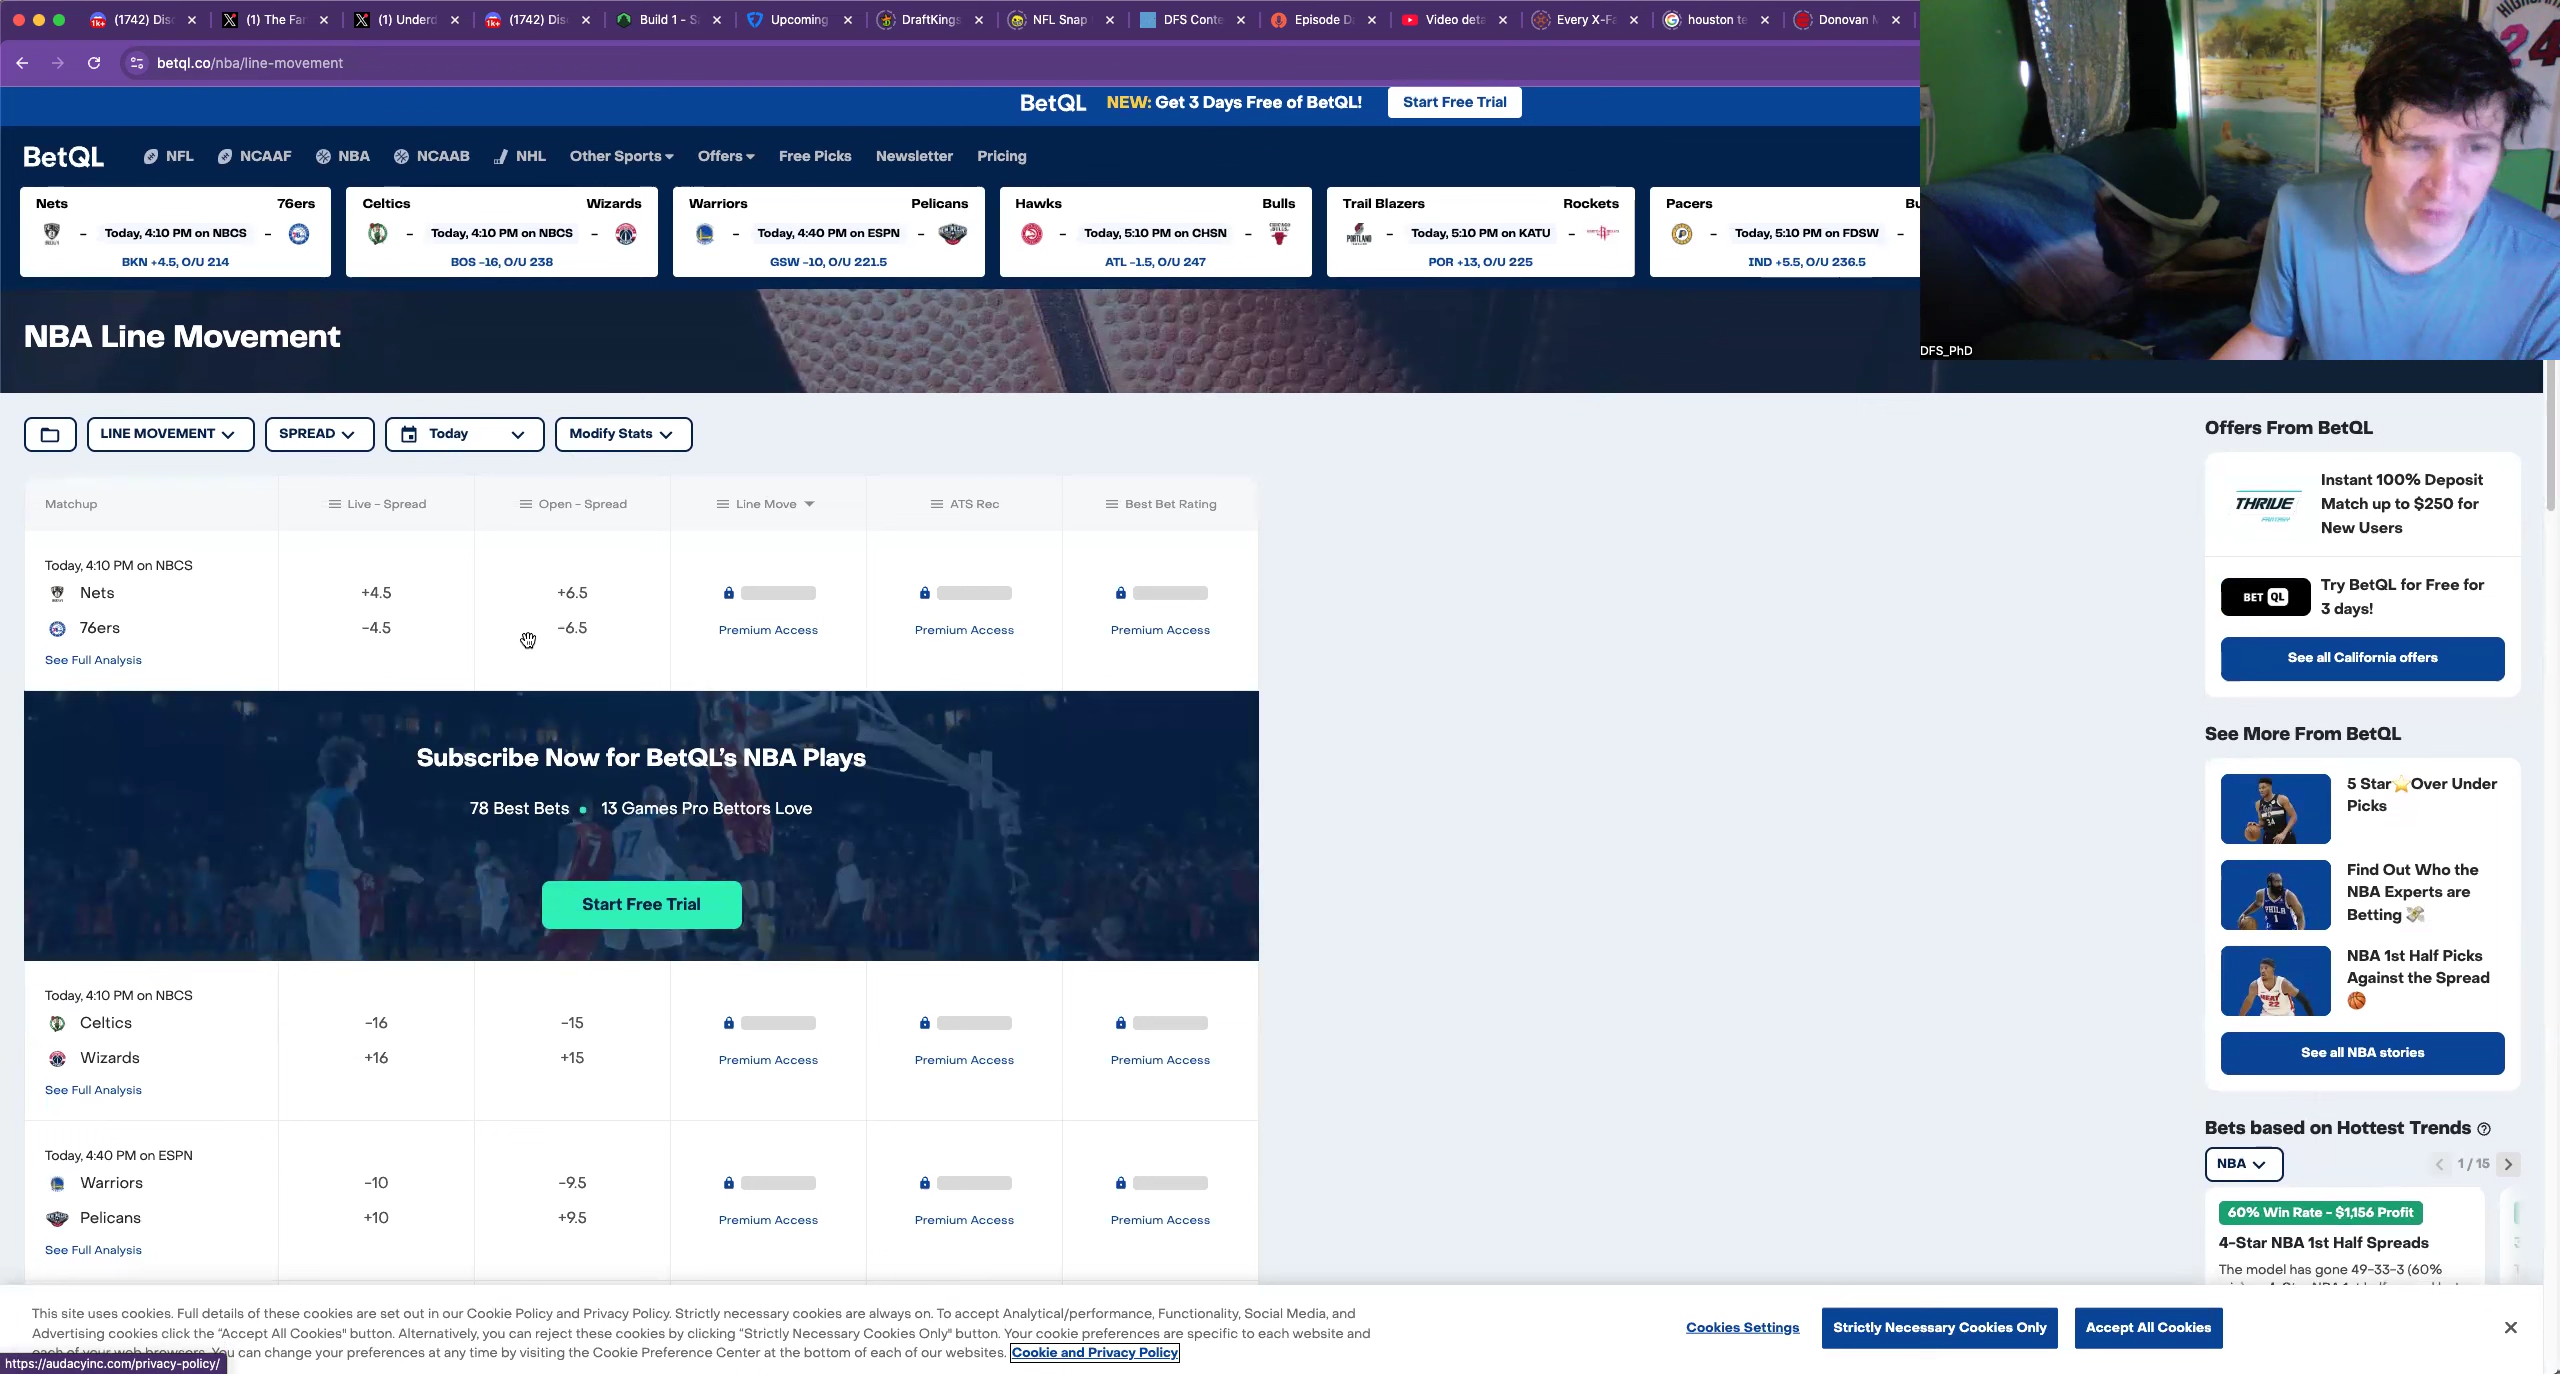 (1742) Disc
(1) The Fan
(1) Underd
(1742) Disc
Build 1 - S
Upcoming
DraftKings
NFL Snap
DFS Conte
Episode D
Video deta
Every X-Fa
houston te
Donovan M
betql.co/nba/line-movement
BetQL NEW: Get 3 Days Free of BetQL! Start Free Trial
BetQL NFL NCAAF NBA NCAAB NHL Other Sports Offers Free Picks Newsletter Pricing
Nets 76ers
- Today, 4:10 PM on NBCS -
BKN +4.5, O/U 214
Celtics Wizards
- Today, 4:10 PM on NBCS -
BOS -16, O/U 238
Warriors Pelicans
- Today, 4:40 PM on ESPN -
GSW -10, O/U 221.5
Hawks Bulls
- Today, 5:10 PM on CHSN -
ATL -1.5, O/U 247
Trail Blazers Rockets
- Today, 5:10 PM on KATU -
POR +13, O/U 225
Pacers Bu
- Today, 5:10 PM on FDSW -
IND +5.5, O/U 236.5
24
DFS_PhD
NBA Line Movement
LINE MOVEMENT SPREAD Today Modify Stats
Matchup Live - Spread Open - Spread Line Move ATS Rec Best Bet Rating
Today, 4:10 PM on NBCS
Nets +4.5 +6.5
76ers -4.5 -6.5 Premium Access Premium Access Premium Access
See Full Analysis
Subscribe Now for BetQL's NBA Plays
78 Best Bets • 13 Games Pro Bettors Love
Start Free Trial
Today, 4:10 PM on NBCS
Celtics -16 -15
Wizards +16 +15 Premium Access Premium Access Premium Access
See Full Analysis
Today, 4:40 PM on ESPN
Warriors -10 -9.5
Pelicans +10 +9.5 Premium Access Premium Access Premium Access
See Full Analysis
Offers From BetQL
THRIVE
FANTASY
Instant 100% Deposit
Match up to $250 for
New Users
BET QL
Try BetQL for Free for
3 days!
See all California offers
See More From BetQL
5 Star⭐Over Under
Picks
Find Out Who the
NBA Experts are
Betting 💸
NBA 1st Half Picks
Against the Spread
🏀
See all NBA stories
Bets based on Hottest Trends
NBA 1 / 15
60% Win Rate - $1,156 Profit
4-Star NBA 1st Half Spreads
The model has gone 49-33-3 (60%
This site uses cookies. Full details of these cookies are set out in our Cookie Policy and Privacy Policy. Strictly necessary cookies are always on. To accept Analytical/performance, Functionality, Social Media, and
Advertising cookies click the "Accept All Cookies" button. Alternatively, you can reject these cookies by clicking "Strictly Necessary Cookies Only" button. Your cookie preferences are specific to each website and
each of your web browsers. You can change your preferences at any time by visiting the Cookie Preference Center at the bottom of each of our websites. Cookie and Privacy Policy
Cookies Settings Strictly Necessary Cookies Only Accept All Cookies
https://audacyinc.com/privacy-policy/